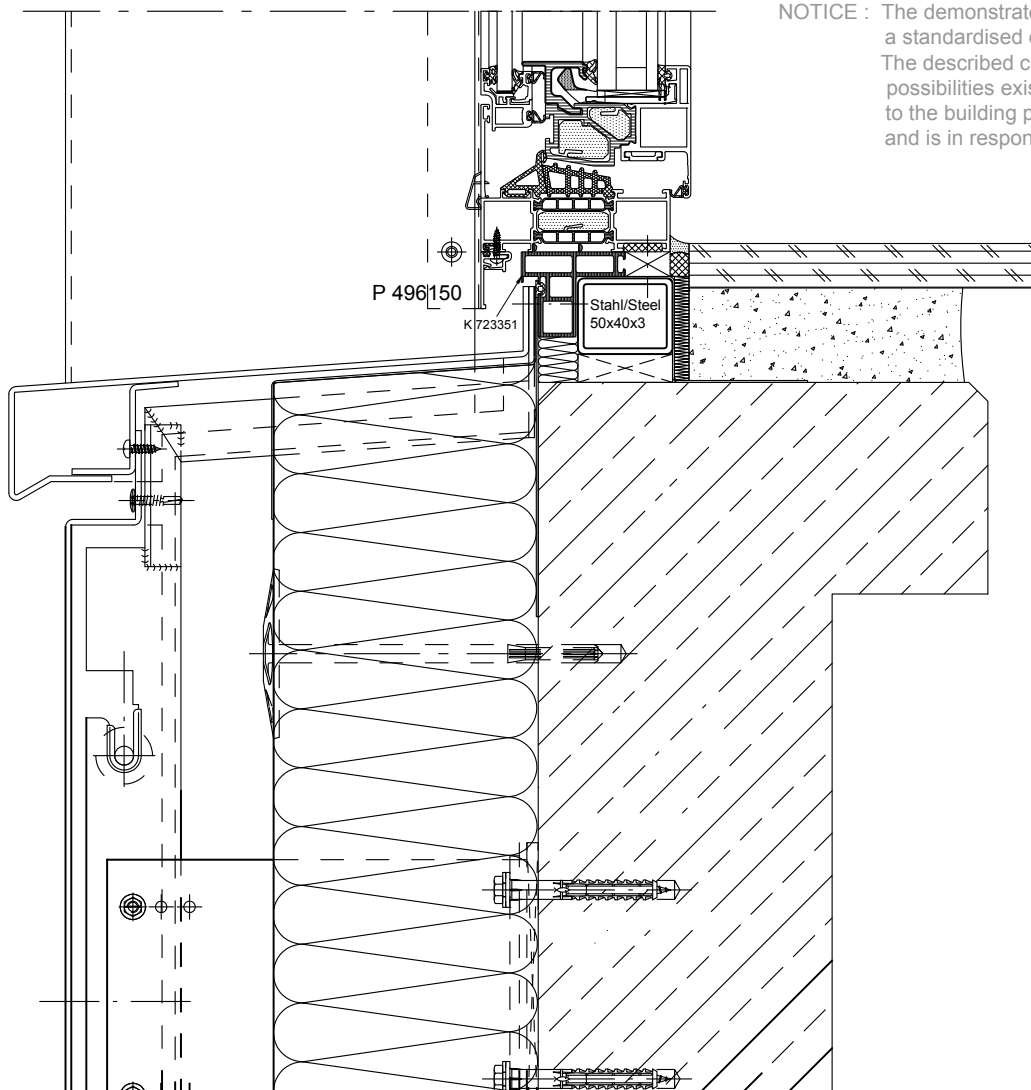 NOTICE : The demonstrate
a standardised
The described c
possibilities exis
to the building p
and is in respon
P 496150
K 723351
Stahl/Steel
50x40x3